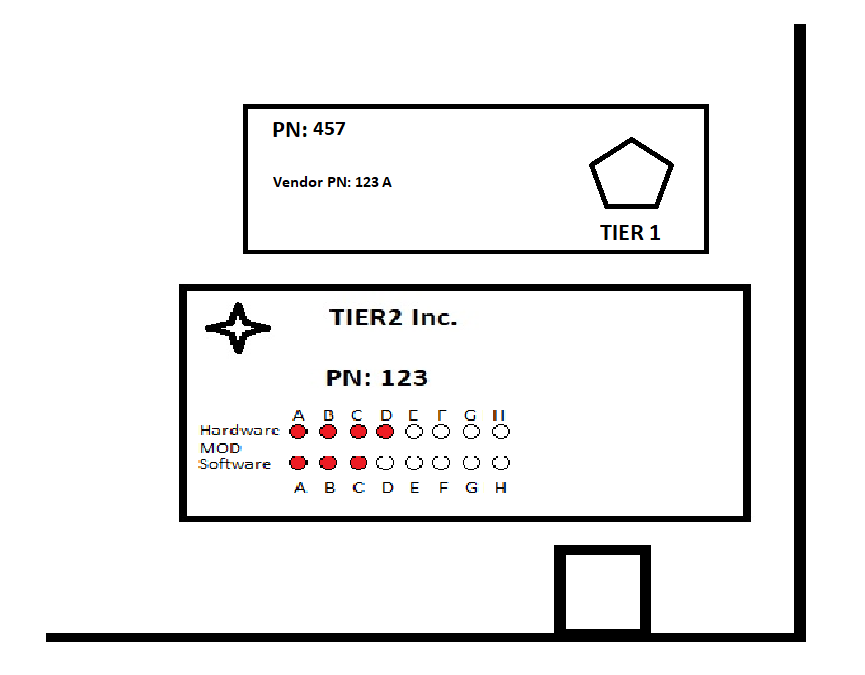 PN: 457
Vendor PN: 123 A
TIER 1
TIER2 Inc.
PN: 123
A B C D E F G H
Hardware
MOD
Software
A B C D E F G H